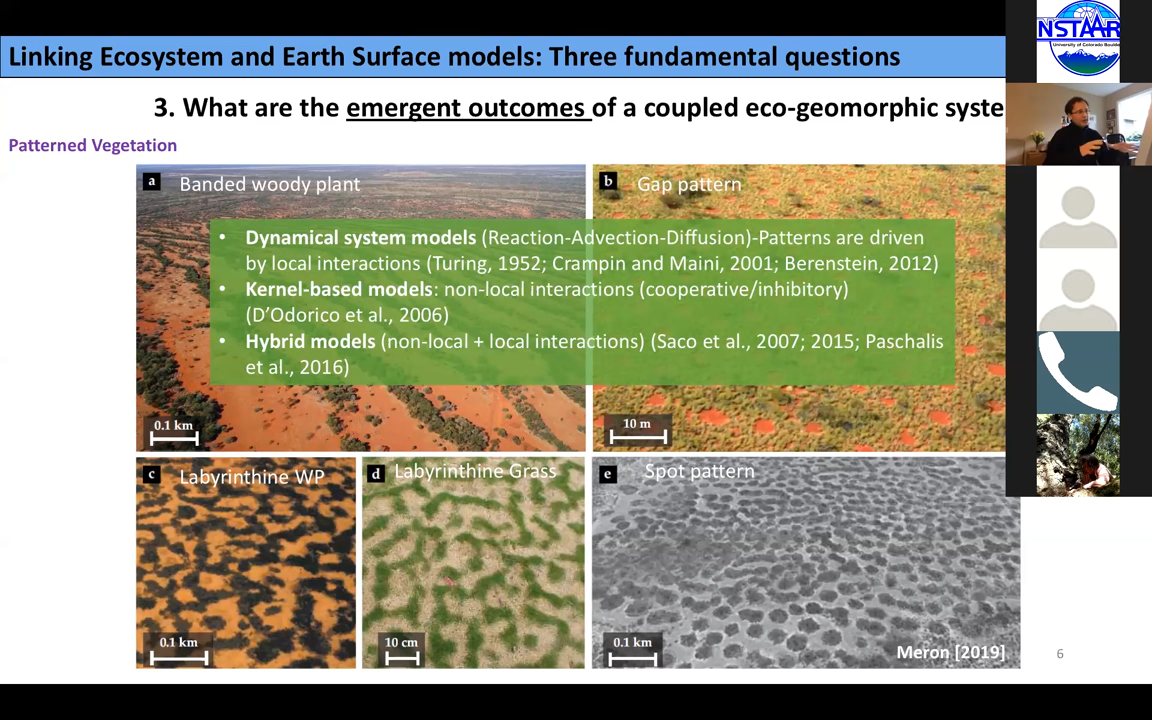 Linking Ecosystem and Earth Surface models: Three fundamental questions
3. What are the emergent outcomes of a coupled eco-geomorphic syste
Patterned Vegetation
a Banded woody plant
b Gap pattern
• Dynamical system models (Reaction-Advection-Diffusion)-Patterns are driven
by local interactions (Turing, 1952; Crampin and Maini, 2001; Berenstein, 2012)
• Kernel-based models: non-local interactions (cooperative/inhibitory)
(D'Odorico et al., 2006)
• Hybrid models (non-local + local interactions) (Saco et al., 2007; 2015; Paschalis
et al., 2016)
0.1 km
10 m
c Labyrinthine WP
d Labyrinthine Grass
e Spot pattern
0.1 km
10 cm
0.1 km
Meron [2019]
6
NSTAAR
University of Colorado Boulder